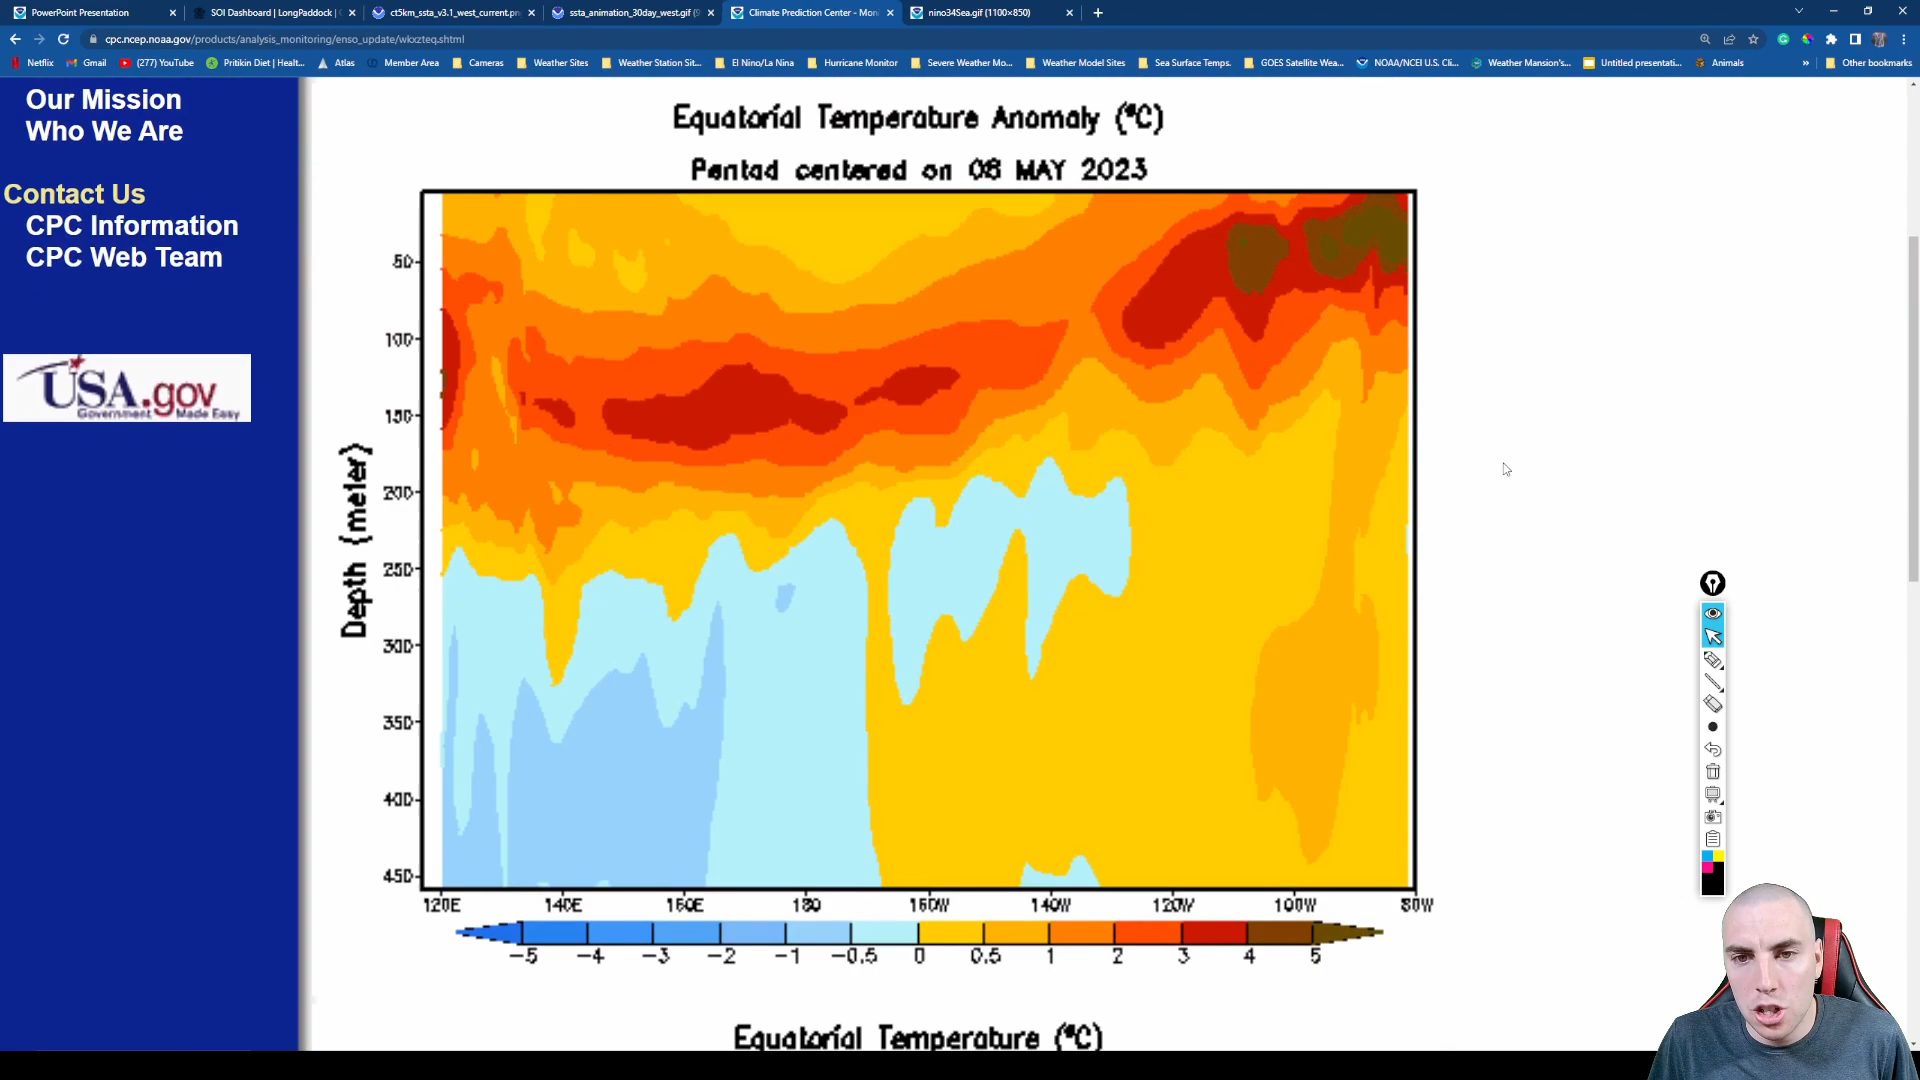 PowerPoint Presentation
SOI Dashboard | LongPaddock | 
ct5km_ssta_v3.1_west_current.pn
ssta_animation_30day_west.gif (9
Climate Prediction Center - Moni
nino34Sea.gif (1100×850)
cpc.ncep.noaa.gov/products/analysis_monitoring/enso_update/wkxzteq.shtml
Netflix
Gmail
(277) YouTube
Pritikin Diet | Healt...
Atlas
Member Area
Cameras
Weather Sites
Weather Station Sit...
El Nino/La Nina
Hurricane Monitor
Severe Weather Mo...
Weather Model Sites
Sea Surface Temps.
GOES Satellite Wea...
NOAA/NCEI U.S. Cli...
Weather Mansion's...
Untitled presentati...
Animals
»
Other bookmarks
Our Mission
Who We Are
Contact Us
CPC Information
CPC Web Team
USA.gov
Government Made Easy
Equatorial Temperature Anomaly (°C)
Pentad centered on 08 MAY 2023
Depth (meter)
50
100
150
200
250
300
350
400
450
120E 140E 160E 180 160W 140W 120W 100W 80W
-5 -4 -3 -2 -1 -0.5 0 0.5 1 2 3 4 5
Equatorial Temperature (°C)